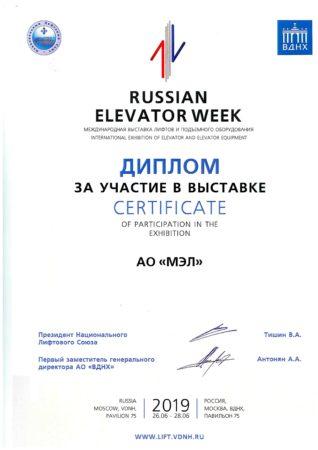 ВДНХ
RUSSIAN
ELEVATOR WEEK
МЕЖДУНАРОДНАЯ ВЫСТАВКА ЛИФТОВ И ПОДЪЕМНОГО ОБОРУДОВАНИЯ
INTERNATIONAL EXHIBITION OF ELEVATOR AND ELEVATOR EQUIPMENT
ДИПЛОМ
ЗА УЧАСТИЕ В ВЫСТАВКЕ
CERTIFICATE
OF PARTICIPATION IN THE
EXHIBITION
АО «МЭЛ»
Президент Национального
Лифтового Союза
Тишин В.А.
Первый заместитель генерального
директора АО «ВДНХ»
Антонян А.А.
RUSSIA
MOSCOW, VDNH,
PAVILION 75
2019
26.06 - 28.06
РОССИЯ,
МОСКВА, ВДНХ,
ПАВИЛЬОН 75
WWW.LIFT.VDNH.RU